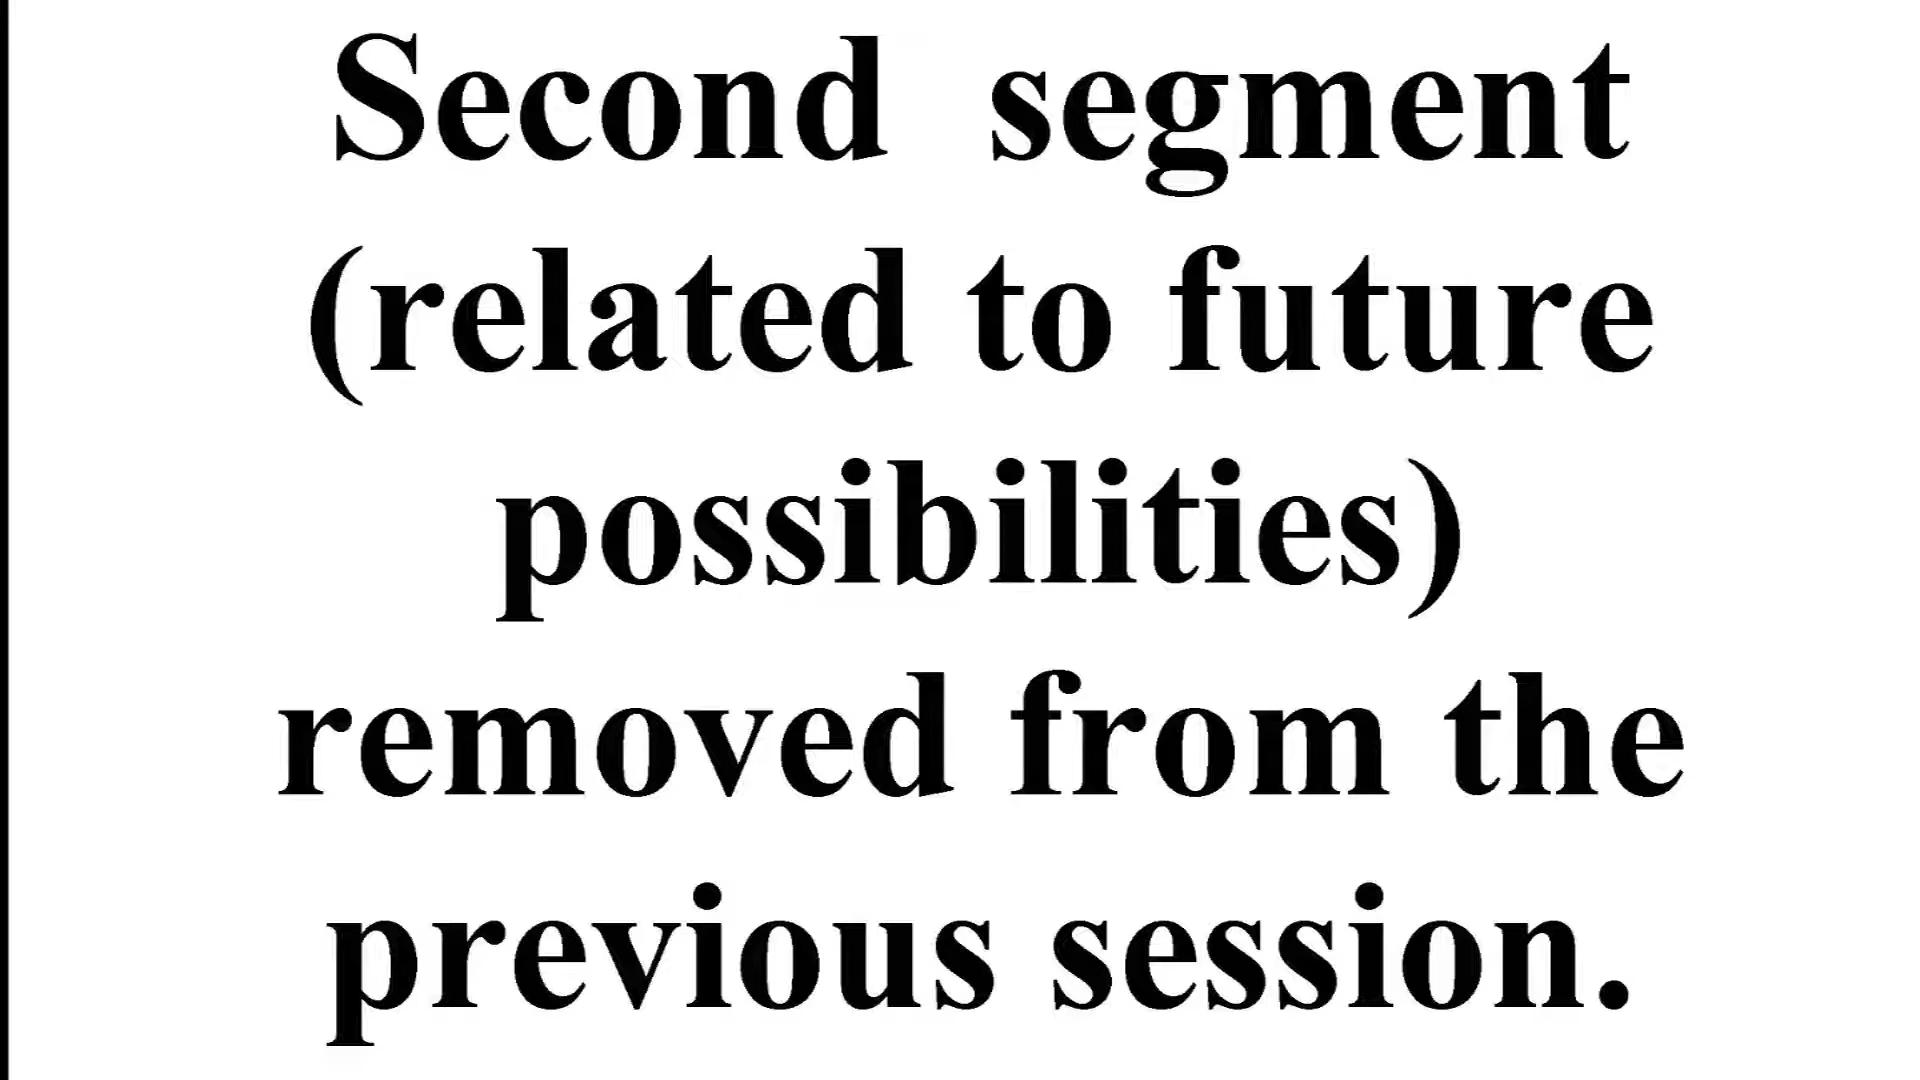 Second  segment
(related to future
possibilities)
removed from the
previous session.